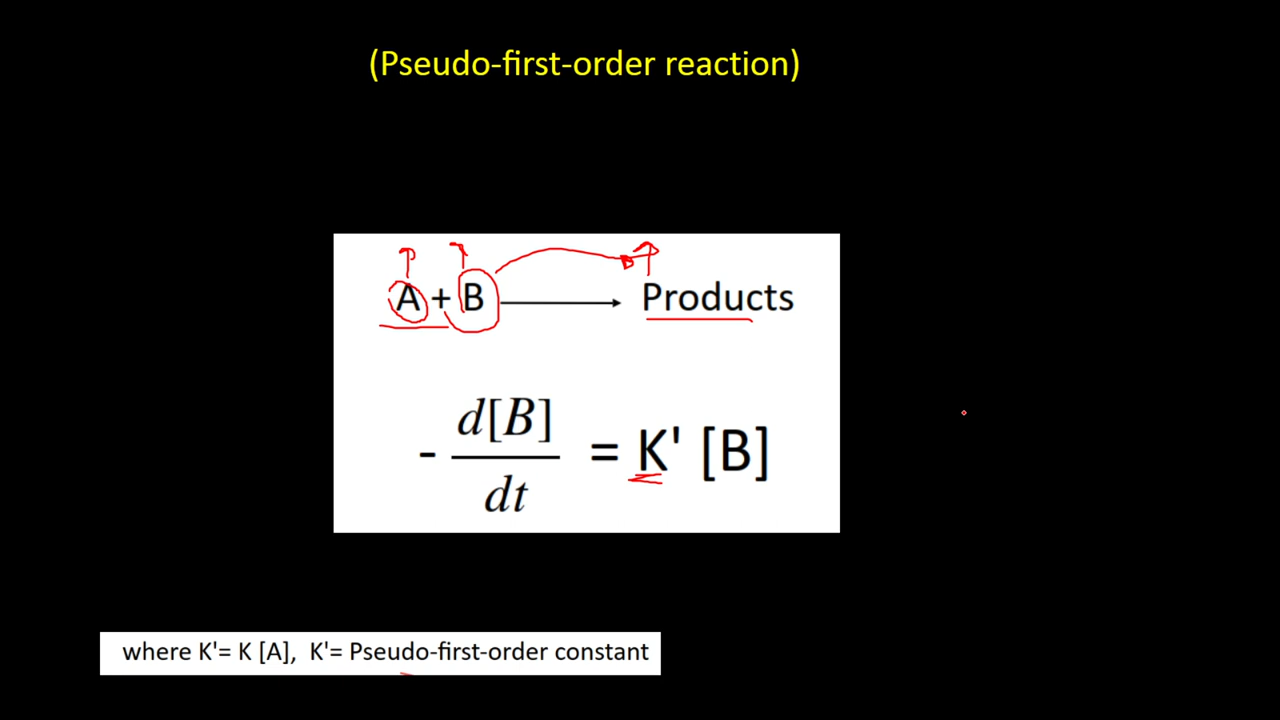 (Pseudo-first-order reaction)
A + B ⟶ Products
- d[B]/dt = K' [B]
where K'= K [A], K'= Pseudo-first-order constant